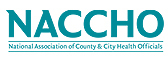 NACCHO
National Association of County & City Health Officials